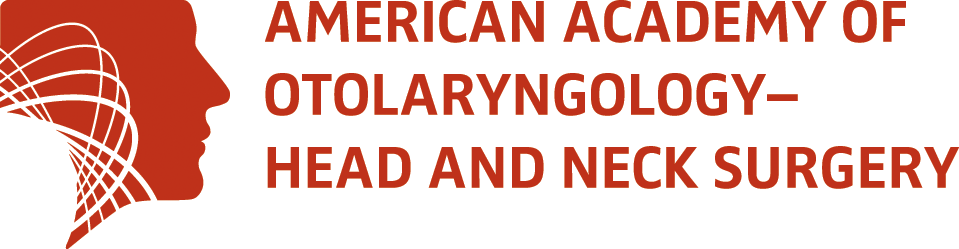 AMERICAN ACADEMY OF
OTOLARYNGOLOGY—
HEAD AND NECK SURGERY